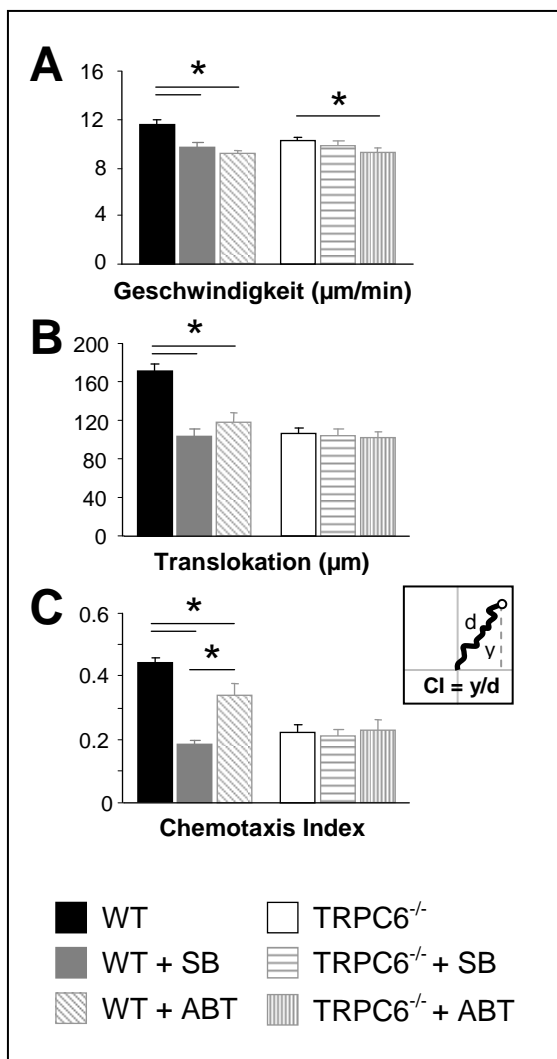 A
16
*
*
12
8
4
0
Geschwindigkeit (µm/min)
B
200
*
160
120
80
40
0
Translokation (µm)
C
0.6
*
*
0.4
0.2
0
d
y
CI = y/d
Chemotaxis Index
WT
TRPC6-/-
WT + SB
TRPC6-/- + SB
WT + ABT
TRPC6-/- + ABT